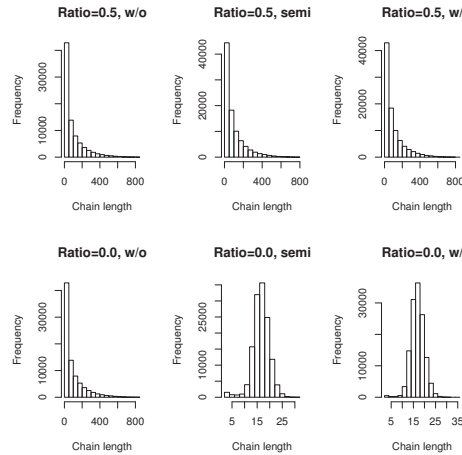 Ratio=0.5, w/o
Ratio=0.5, semi
Ratio=0.5, w/
Frequency
0
10000
30000
0 400 800
Chain length
Frequency
0
20000
40000
0 400 800
Chain length
Frequency
0
20000
40000
0 400 800
Chain length
Ratio=0.0, w/o
Ratio=0.0, semi
Ratio=0.0, w/
Frequency
0
10000
30000
0 400 800
Chain length
Frequency
0
10000
25000
5 15 25
Chain length
Frequency
0
10000
30000
5 15 25 35
Chain length